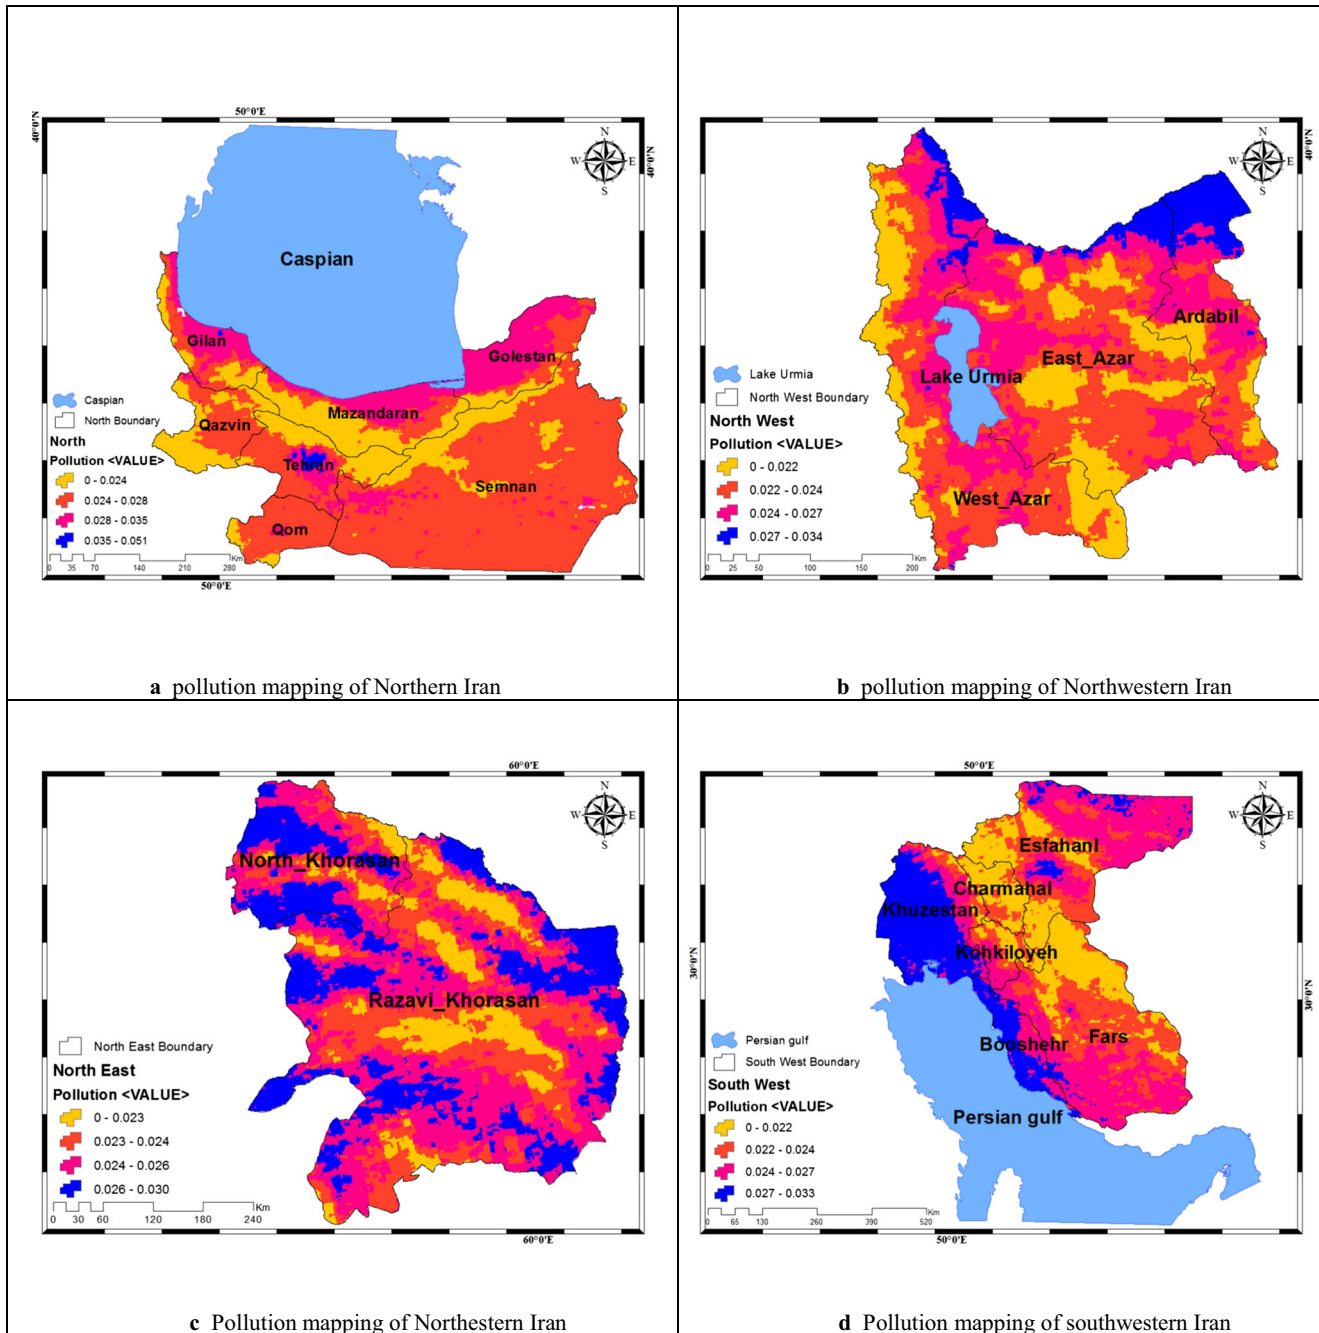 50°0'E
40°0'N
40°0'N
N
W E
S
Caspian
Gilan
Golestan
Mazandaran
Qazvin
Tehran
Semnan
Qom
Caspian
North Boundary
North
Pollution <VALUE>
0 - 0.024
0.024 - 0.028
0.028 - 0.035
0.035 - 0.051
Km
0 35 70 140 210 280
50°0'E
a pollution mapping of Northern Iran
40°0'N
N
W E
S
Ardabil
East_Azar
Lake Urmia
West_Azar
Lake Urmia
North West Boundary
North West
Pollution <VALUE>
0 - 0.022
0.022 - 0.024
0.024 - 0.027
0.027 - 0.034
Km
0 25 50 100 150 200
b pollution mapping of Northwestern Iran
60°0'E
N
W E
S
North_Khorasan
Razavi_Khorasan
North East Boundary
North East
Pollution <VALUE>
0 - 0.023
0.023 - 0.024
0.024 - 0.026
0.026 - 0.030
Km
0 30 60 120 180 240
60°0'E
c Pollution mapping of Northestern Iran
50°0'E
30°0'N
30°0'N
N
W E
S
Esfahanl
Charmahal
Khuzestan
Kohkiloyeh
Booshehr
Fars
Persian gulf
Persian gulf
South West Boundary
South West
Pollution <VALUE>
0 - 0.022
0.022 - 0.024
0.024 - 0.027
0.027 - 0.033
Km
0 65 130 260 390 520
50°0'E
d Pollution mapping of southwestern Iran